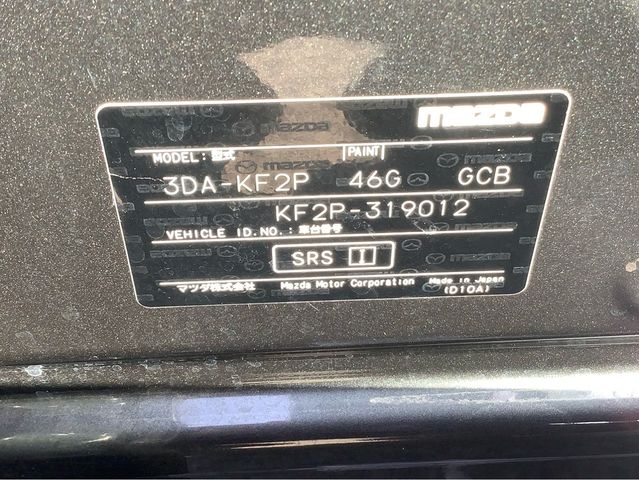 mazda
MODEL: 型式 PAINT
3DA-KF2P 46G GCB
KF2P-319012
VEHICLE ID.NO.: 車台番号
SRS I
マツダ株式会社 Mazda Motor Corporation Made in Japan
(D10A)